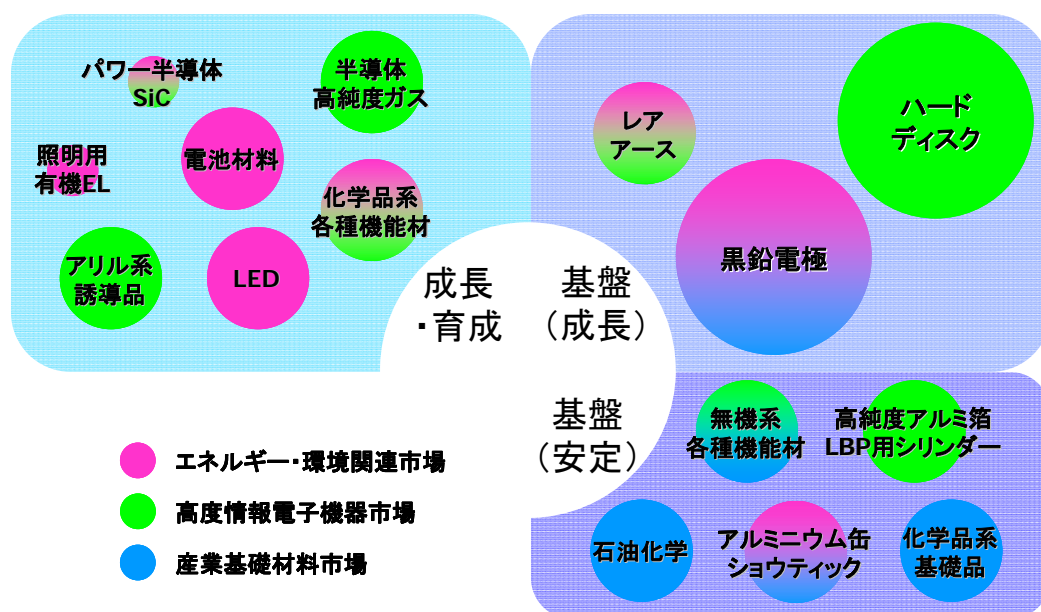 パワー半導体
SiC
半導体
高純度ガス
照明用
有機EL
電池材料
化学品系
各種機能材
アリル系
誘導品
LED
成長
・育成
レア
アース
ハード
ディスク
黒鉛電極
基盤
（成長）
基盤
（安定）
無機系
各種機能材
高純度アルミ箔
LBP用シリンダー
石油化学
アルミニウム缶
ショウティック
化学品系
基礎品
エネルギー・環境関連市場
高度情報電子機器市場
産業基礎材料市場